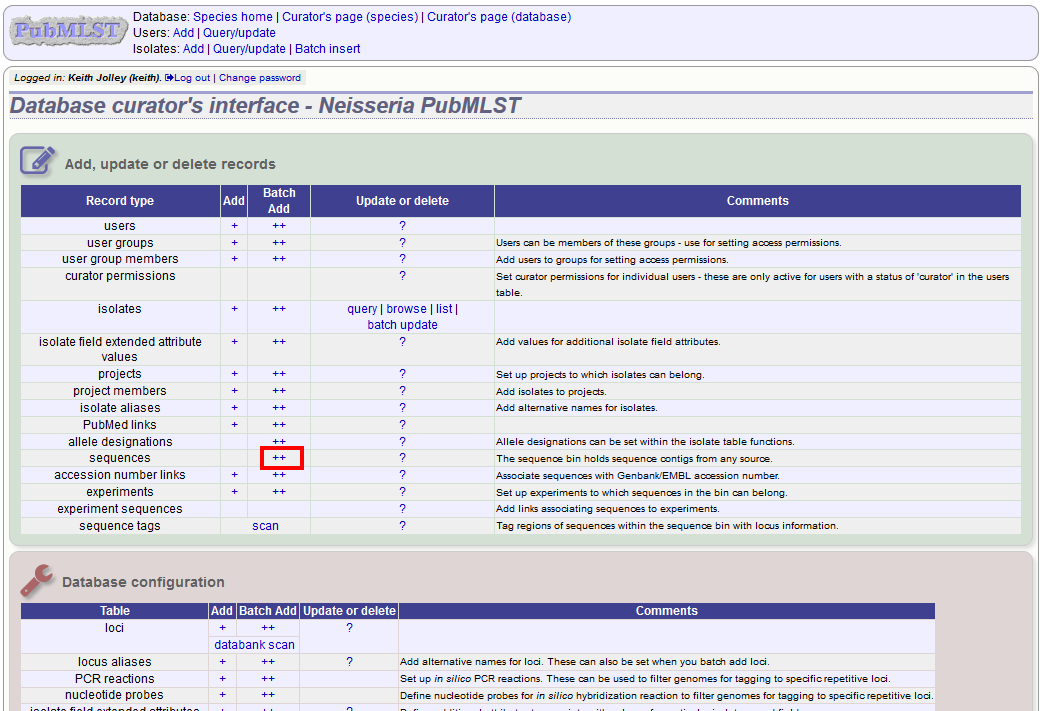 PubMLST
Database: Species home | Curator's page (species) | Curator's page (database)
Users: Add | Query/update
Isolates: Add | Query/update | Batch insert
Logged in: Keith Jolley (keith). Log out | Change password
Database curator's interface - Neisseria PubMLST
Add, update or delete records
Record type Add Batch Add Update or delete Comments
users + ++ ?
user groups + ++ ? Users can be members of these groups - use for setting access permissions.
user group members + ++ ? Add users to groups for setting access permissions.
curator permissions ? Set curator permissions for individual users - these are only active for users with a status of 'curator' in the users
table.
isolates + ++ query | browse | list |
batch update
isolate field extended attribute + ++ ? Add values for additional isolate field attributes.
values
projects + ++ ? Set up projects to which isolates can belong.
project members + ++ ? Add isolates to projects.
isolate aliases + ++ ? Add alternative names for isolates.
PubMed links + ++ ?
allele designations ++ ? Allele designations can be set within the isolate table functions.
sequences ++ ? The sequence bin holds sequence contigs from any source.
accession number links + ++ ? Associate sequences with Genbank/EMBL accession number.
experiments + ++ ? Set up experiments to which sequences in the bin can belong.
experiment sequences ? Add links associating sequences to experiments.
sequence tags scan ? Tag regions of sequences within the sequence bin with locus information.
Database configuration
Table Add Batch Add Update or delete Comments
loci + ++ ?
databank scan
locus aliases + ++ ? Add alternative names for loci. These can also be set when you batch add loci.
PCR reactions + ++ Set up in silico PCR reactions. These can be used to filter genomes for tagging to specific repetitive loci.
nucleotide probes + ++ Define nucleotide probes for in silico hybridization reaction to filter genomes for tagging to specific repetitive loci.